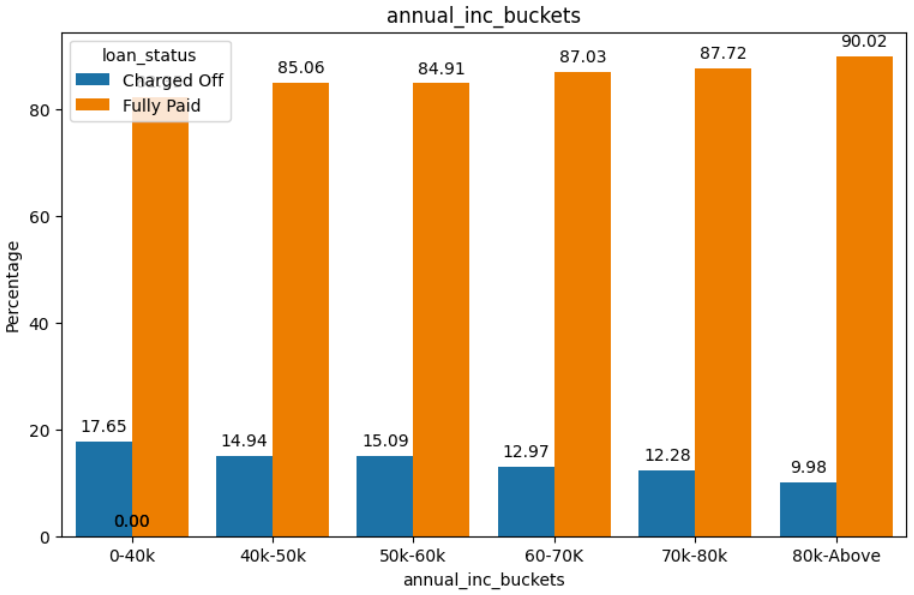 annual_inc_buckets
loan_status
Charged Off
Fully Paid
Percentage
80
60
40
20
0
17.65
0.00
14.94
85.06
15.09
84.91
12.97
87.03
12.28
87.72
9.98
90.02
0-40k
40k-50k
50k-60k
60-70K
70k-80k
80k-Above
annual_inc_buckets